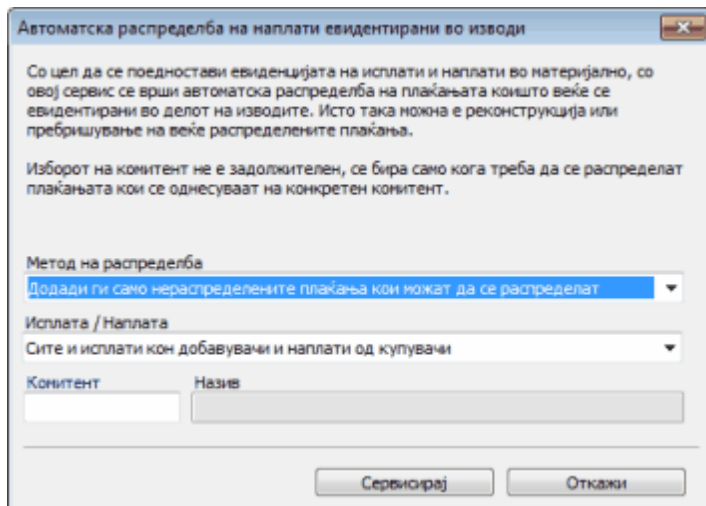 Автоматска распределба на наплати евидентирани во изводи
Со цел да се поедностави евиденцијата на исплати и наплати во материјално, со
овој сервис се врши автоматска распределба на плаќањата коишто веќе се
евидентирани во делот на изводите. Исто така можна е реконструкција или
пребришување на веќе распределените плаќања.
Изборот на комитент не е задолжителен, се бира само кога треба да се распределат
плаќањата кои се однесуваат на конкретен комитент.
Метод на распределба
Додади ги само нераспределените плаќања кои можат да се распределат
Исплата / Наплата
Сите и исплати кон добавувачи и наплати од купувачи
Комитент Назив
Сервисирај Откажи